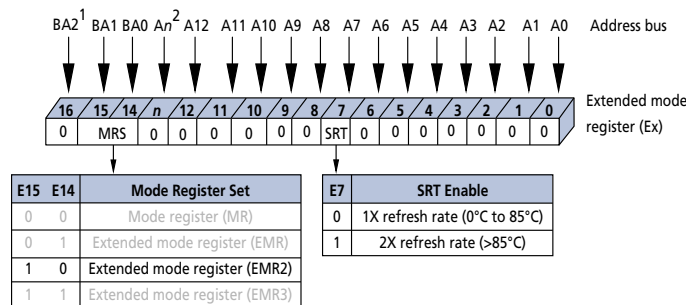 BA2¹ BA1 BA0 An² A12 A11 A10 A9 A8 A7 A6 A5 A4 A3 A2 A1 A0 Address bus
16 15 14 n 12 11 10 9 8 7 6 5 4 3 2 1 0 Extended mode
register (Ex)
0 MRS 0 0 0 0 0 0 SRT 0 0 0 0 0 0 0
E15 E14 Mode Register Set
0 0 Mode register (MR)
0 1 Extended mode register (EMR)
1 0 Extended mode register (EMR2)
1 1 Extended mode register (EMR3)
E7 SRT Enable
0 1X refresh rate (0°C to 85°C)
1 2X refresh rate (>85°C)